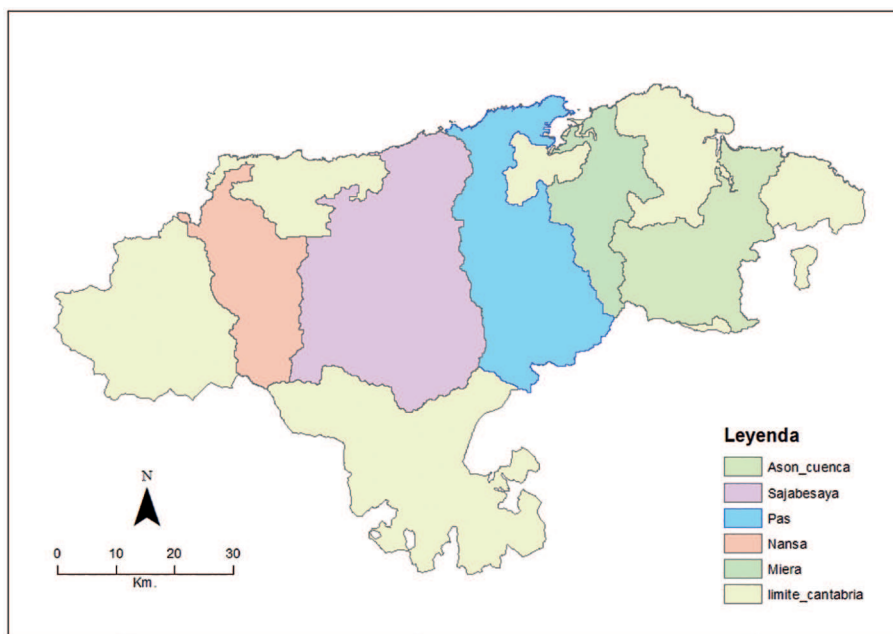 Leyenda
Ason_cuenca
Sajabesaya
Pas
Nansa
Miera
limite_cantabria
N
0 10 20 30
Km.